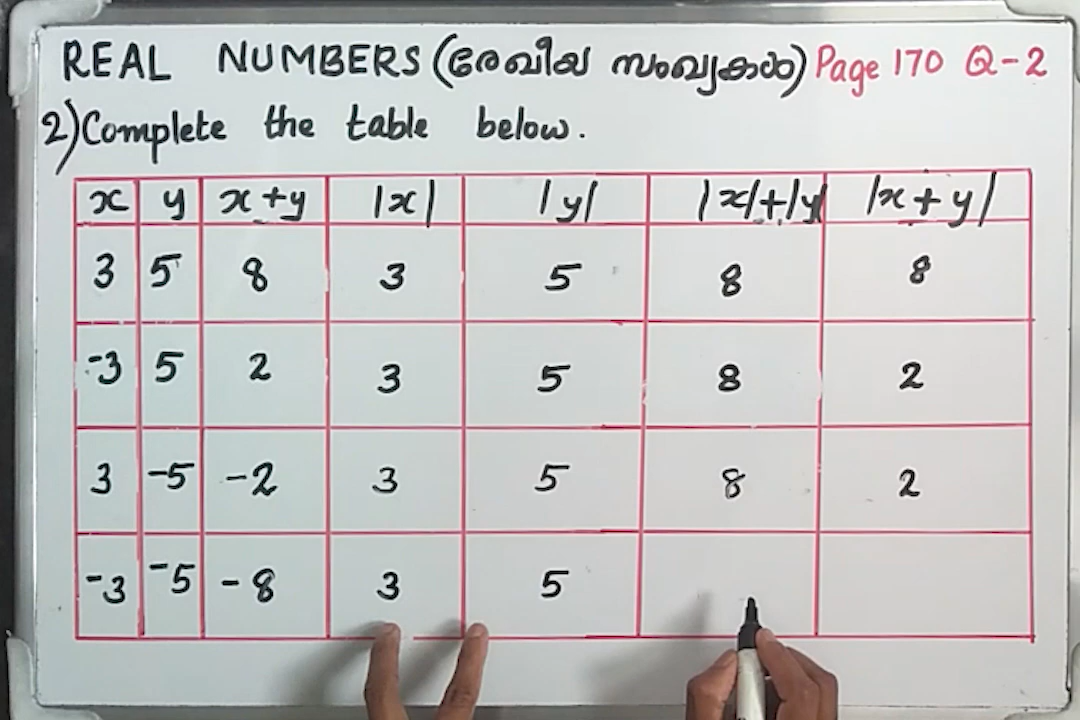 REAL NUMBERS (രേഖീയ സംഖ്യകൾ) Page 170 Q-2
2) Complete the table below.
x y x+y |x| |y| |x|+|y| |x+y|
3 5 8 3 5 8 8
-3 5 2 3 5 8 2
3 -5 -2 3 5 8 2
-3 -5 -8 3 5